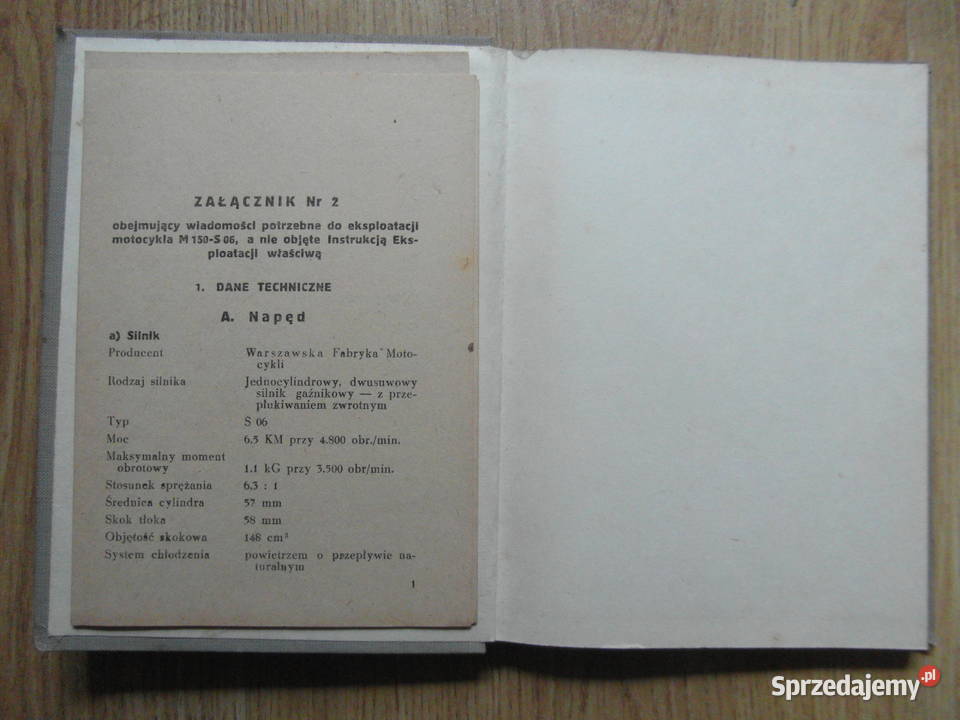 ZAŁĄCZNIK Nr 2
obejmujący wiadomości potrzebne do eksploatacji
motocykla M 150-S 06, a nie objęte Instrukcją Eks-
ploatacji właściwą
1. DANE TECHNICZNE
A. Napęd
a) Silnik
Producent Warszawska Fabryka Moto-
cykli
Rodzaj silnika Jednocylindrowy, dwusuwowy
silnik gaźnikowy — z prze-
płukiwaniem zwrotnym
Typ S 06
Moc 6.5 KM przy 4.800 obr./min.
Maksymalny moment
obrotowy 1.1 kG przy 3.500 obr/min.
Stosunek sprężania 6,3 : 1
Średnica cylindra 57 mm
Skok tłoka 58 mm
Objętość skokowa 148 cm³
System chłodzenia powietrzem o przepływie na-
turalnym
1
Sprzedajemy.pl